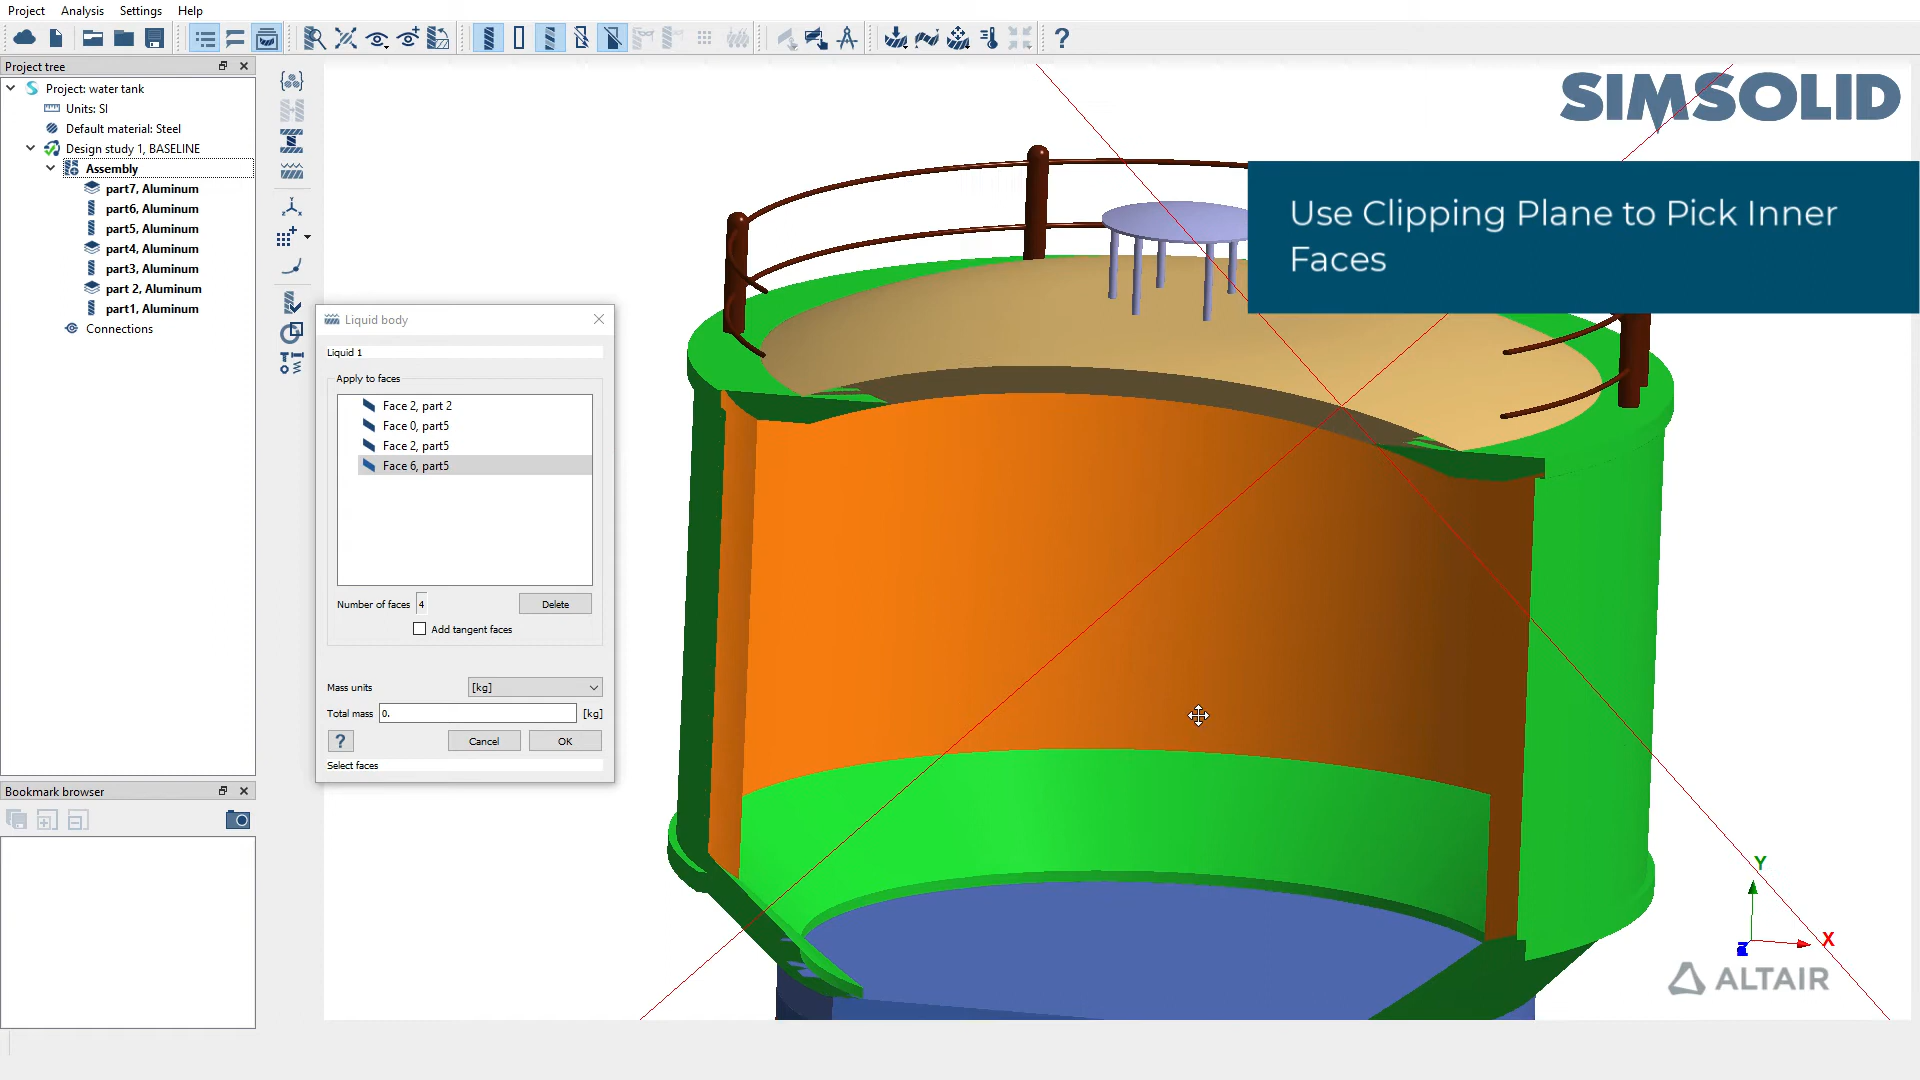 Project
Analysis
Settings
Help
Project tree
Project: water tank
Units: SI
Default material: Steel
Design study 1, BASELINE
Assembly
part7, Aluminum
part6, Aluminum
part5, Aluminum
part4, Aluminum
part3, Aluminum
part 2, Aluminum
part1, Aluminum
Connections
Bookmark browser
Liquid body
Liquid 1
Apply to faces
Face 2, part 2
Face 0, part5
Face 2, part5
Face 6, part5
Number of faces 4
Delete
Add tangent faces
Mass units [kg]
Total mass 0. [kg]
? Cancel OK
Select faces
SIMSOLID
Use Clipping Plane to Pick Inner
Faces
Y
X
Z
ALTAIR